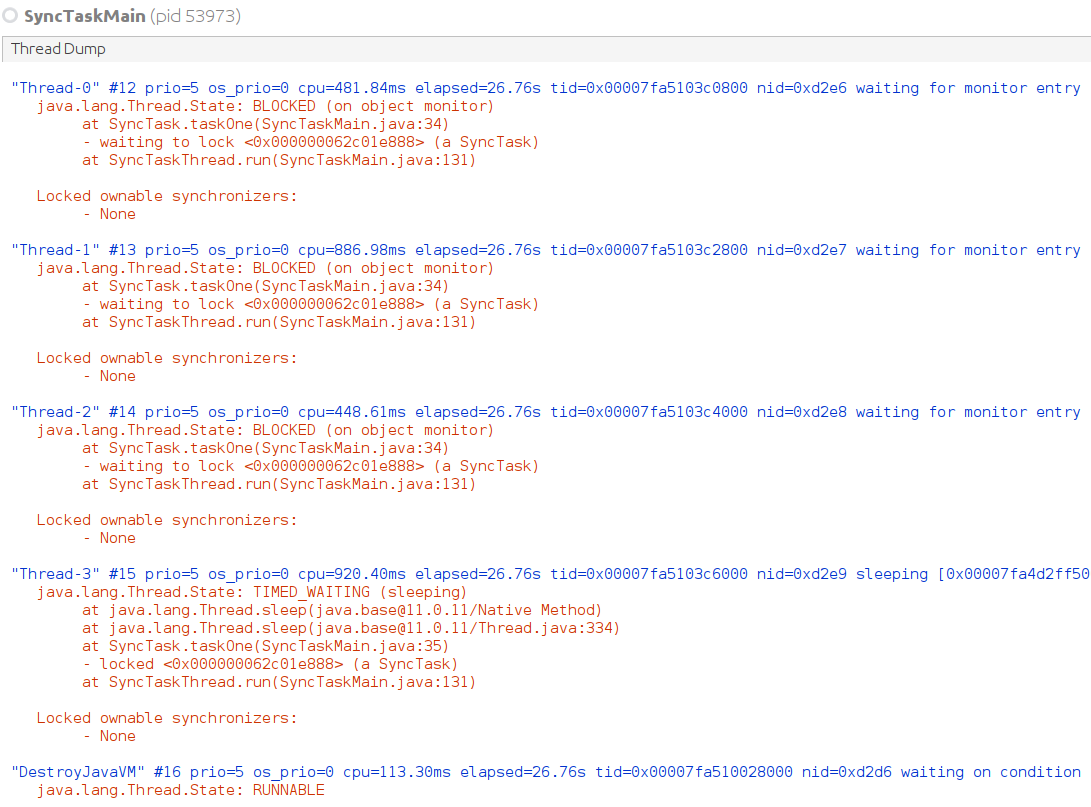 SyncTaskMain (pid 53973)
Thread Dump
"Thread-0" #12 prio=5 os_prio=0 cpu=481.84ms elapsed=26.76s tid=0x00007fa5103c0800 nid=0xd2e6 waiting for monitor entry
java.lang.Thread.State: BLOCKED (on object monitor)
at SyncTask.taskOne(SyncTaskMain.java:34)
- waiting to lock <0x000000062c01e888> (a SyncTask)
at SyncTaskThread.run(SyncTaskMain.java:131)
Locked ownable synchronizers:
- None
"Thread-1" #13 prio=5 os_prio=0 cpu=886.98ms elapsed=26.76s tid=0x00007fa5103c2800 nid=0xd2e7 waiting for monitor entry
java.lang.Thread.State: BLOCKED (on object monitor)
at SyncTask.taskOne(SyncTaskMain.java:34)
- waiting to lock <0x000000062c01e888> (a SyncTask)
at SyncTaskThread.run(SyncTaskMain.java:131)
Locked ownable synchronizers:
- None
"Thread-2" #14 prio=5 os_prio=0 cpu=448.61ms elapsed=26.76s tid=0x00007fa5103c4000 nid=0xd2e8 waiting for monitor entry
java.lang.Thread.State: BLOCKED (on object monitor)
at SyncTask.taskOne(SyncTaskMain.java:34)
- waiting to lock <0x000000062c01e888> (a SyncTask)
at SyncTaskThread.run(SyncTaskMain.java:131)
Locked ownable synchronizers:
- None
"Thread-3" #15 prio=5 os_prio=0 cpu=920.40ms elapsed=26.76s tid=0x00007fa5103c6000 nid=0xd2e9 sleeping [0x00007fa4d2ff50
java.lang.Thread.State: TIMED_WAITING (sleeping)
at java.lang.Thread.sleep(java.base@11.0.11/Native Method)
at java.lang.Thread.sleep(java.base@11.0.11/Thread.java:334)
at SyncTask.taskOne(SyncTaskMain.java:35)
- locked <0x000000062c01e888> (a SyncTask)
at SyncTaskThread.run(SyncTaskMain.java:131)
Locked ownable synchronizers:
- None
"DestroyJavaVM" #16 prio=5 os_prio=0 cpu=113.30ms elapsed=26.76s tid=0x00007fa510028000 nid=0xd2d6 waiting on condition
java.lang.Thread.State: RUNNABLE